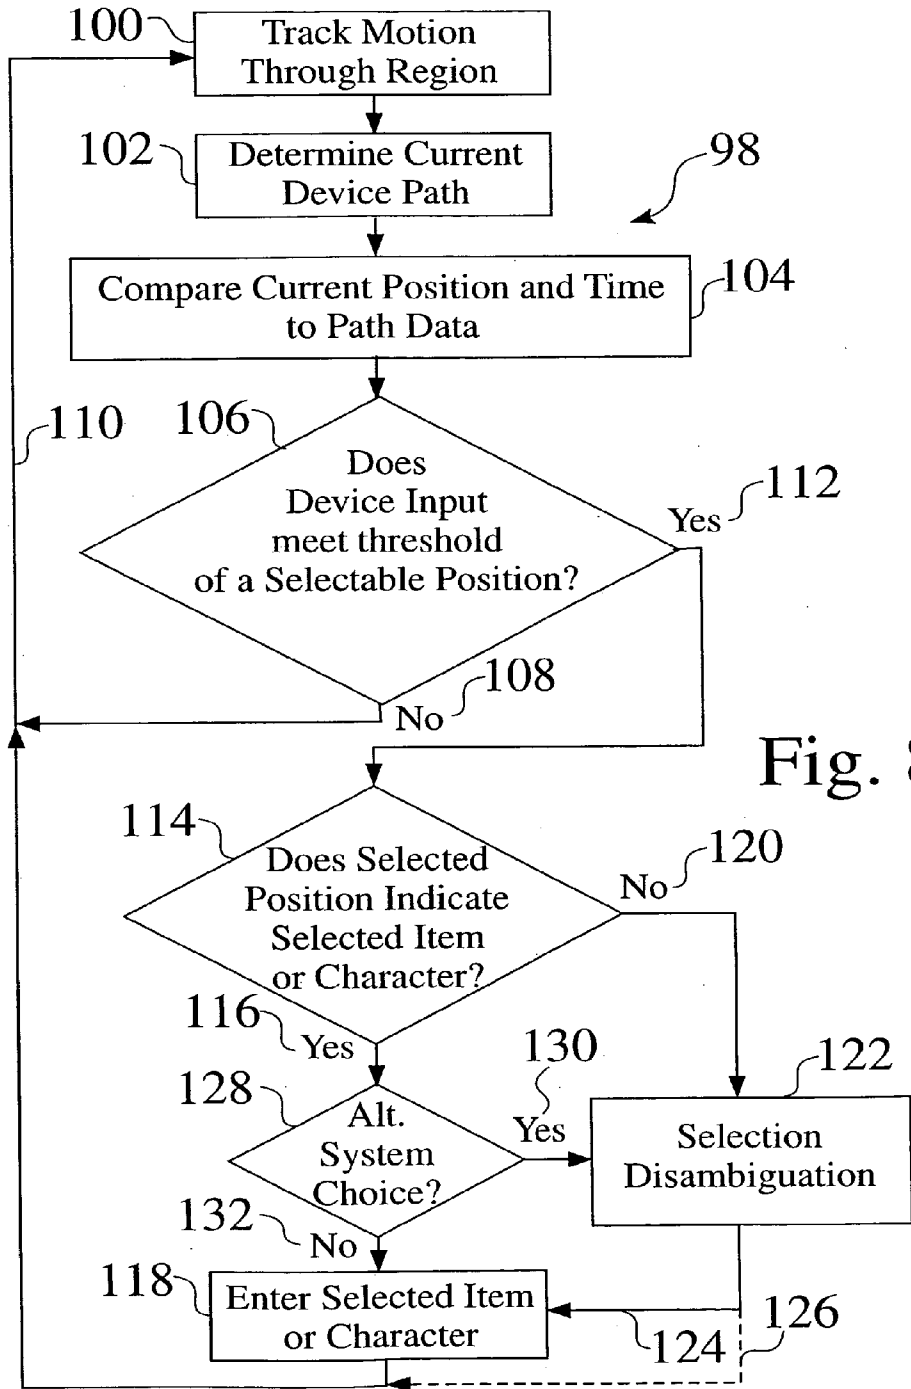 100
Track Motion
Through Region
102
Determine Current
Device Path
98
Compare Current Position and Time
to Path Data
104
110
106
Does
Device Input
meet threshold
of a Selectable Position?
Yes
112
108
No
Fig. 8
114
Does Selected
Position Indicate
Selected Item
or Character?
No
120
116
Yes
128
Alt.
System
Choice?
130
Yes
122
Selection
Disambiguation
132
No
118
Enter Selected Item
or Character
124
126